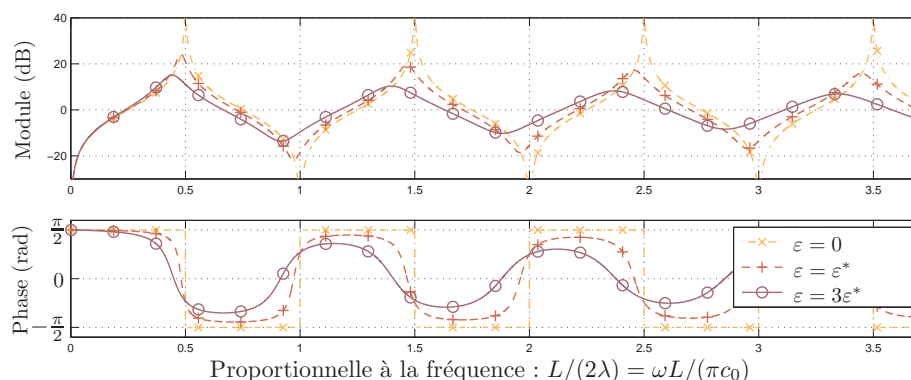 Module (dB)
40
20
0
−20
0 0.5 1 1.5 2 2.5 3 3.5
Phase (rad)
π/2
0
−π/2
ε = 0
ε = ε*
ε = 3ε*
0 0.5 1 1.5 2 2.5 3 3.5
Proportionnelle à la fréquence : L/(2λ) = ωL/(πc₀)